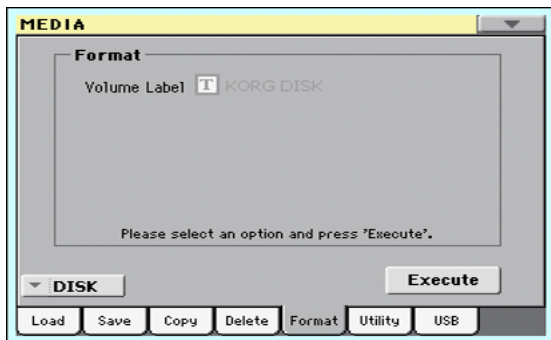 MEDIA
Format
Volume Label T KORG DISK
Please select an option and press 'Execute'.
DISK Execute
Load Save Copy Delete Format Utility USB